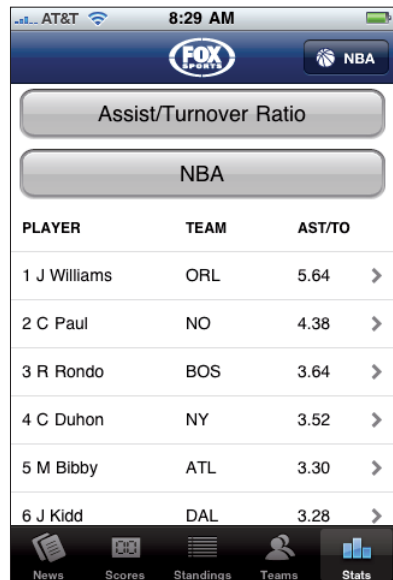 AT&T 8:29 AM
FOX SPORTS NBA
Assist/Turnover Ratio
NBA
PLAYER TEAM AST/TO
1 J Williams ORL 5.64
2 C Paul NO 4.38
3 R Rondo BOS 3.64
4 C Duhon NY 3.52
5 M Bibby ATL 3.30
6 J Kidd DAL 3.28
News Scores Standings Teams Stats